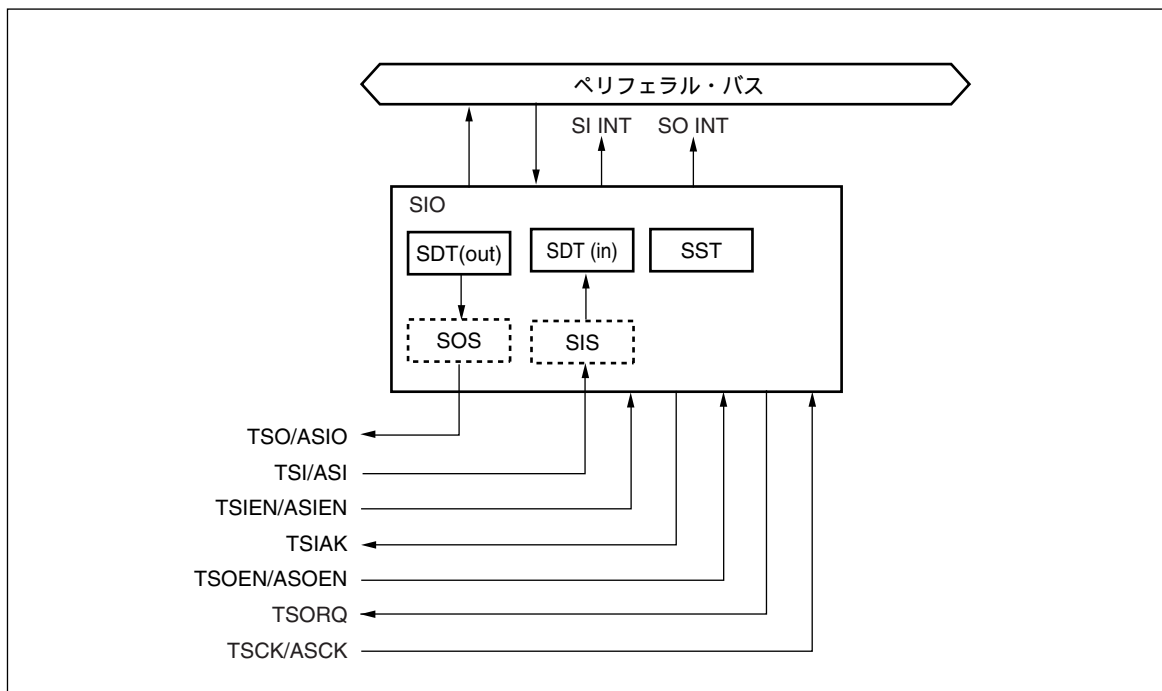 ペリフェラル・バス
SI INT
SO INT
SIO
SDT(out)
SDT (in)
SST
SOS
SIS
TSO/ASIO
TSI/ASI
TSIEN/ASIEN
TSIAK
TSOEN/ASOEN
TSORQ
TSCK/ASCK